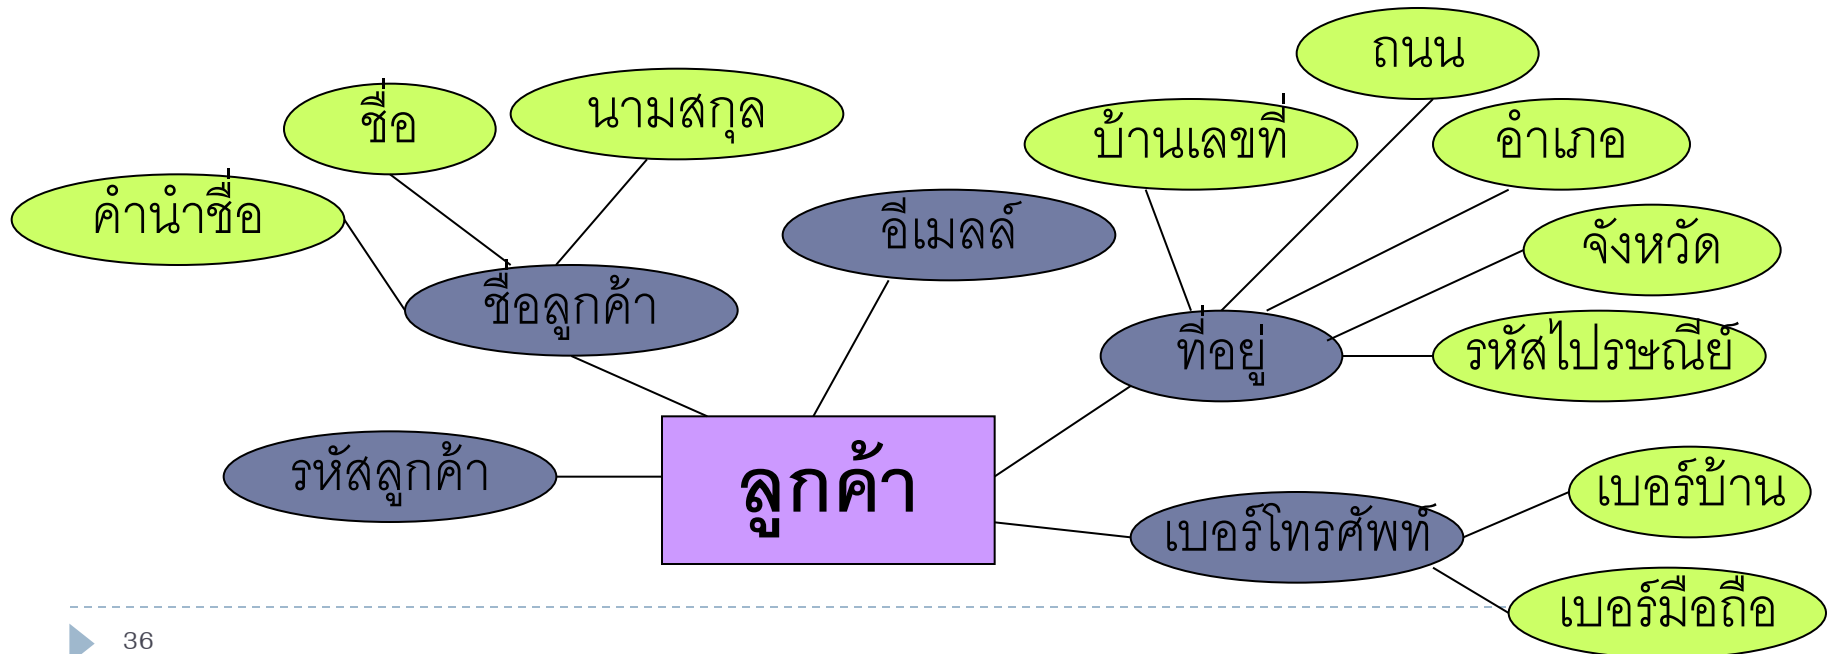 ถนน
ชื่อ
นามสกุล
บ้านเลขที่
อำเภอ
คำนำชื่อ
อีเมลล์
จังหวัด
ชื่อลูกค้า
ที่อยู่
รหัสไปรษณีย์
รหัสลูกค้า
ลูกค้า
เบอร์โทรศัพท์
เบอร์บ้าน
เบอร์มือถือ
36